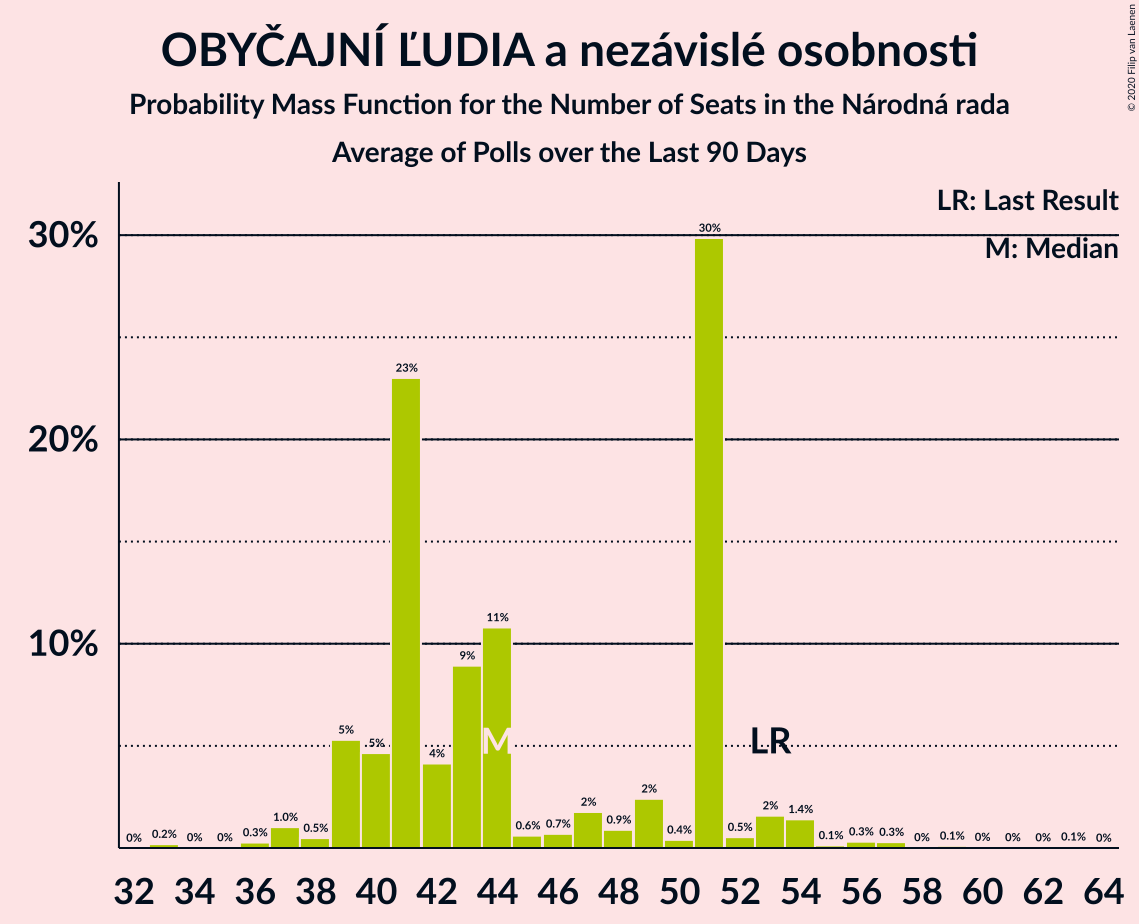 OBYČAJNÍ ĽUDIA a nezávislé osobnosti
Probability Mass Function for the Number of Seats in the Národná rada
Average of Polls over the Last 90 Days
© 2020 Filip van Laenen
LR: Last Result
M: Median
30%
20%
10%
0% 0.2% 0% 0% 0.3% 1.0% 0.5% 5% 5% 23% 4% 9% 11% 0.6% 0.7% 2% 0.9% 2% 0.4% 30% 0.5% 2% 1.4% 0.1% 0.3% 0.3% 0% 0.1% 0% 0% 0% 0.1% 0%
M LR
32 34 36 38 40 42 44 46 48 50 52 54 56 58 60 62 64